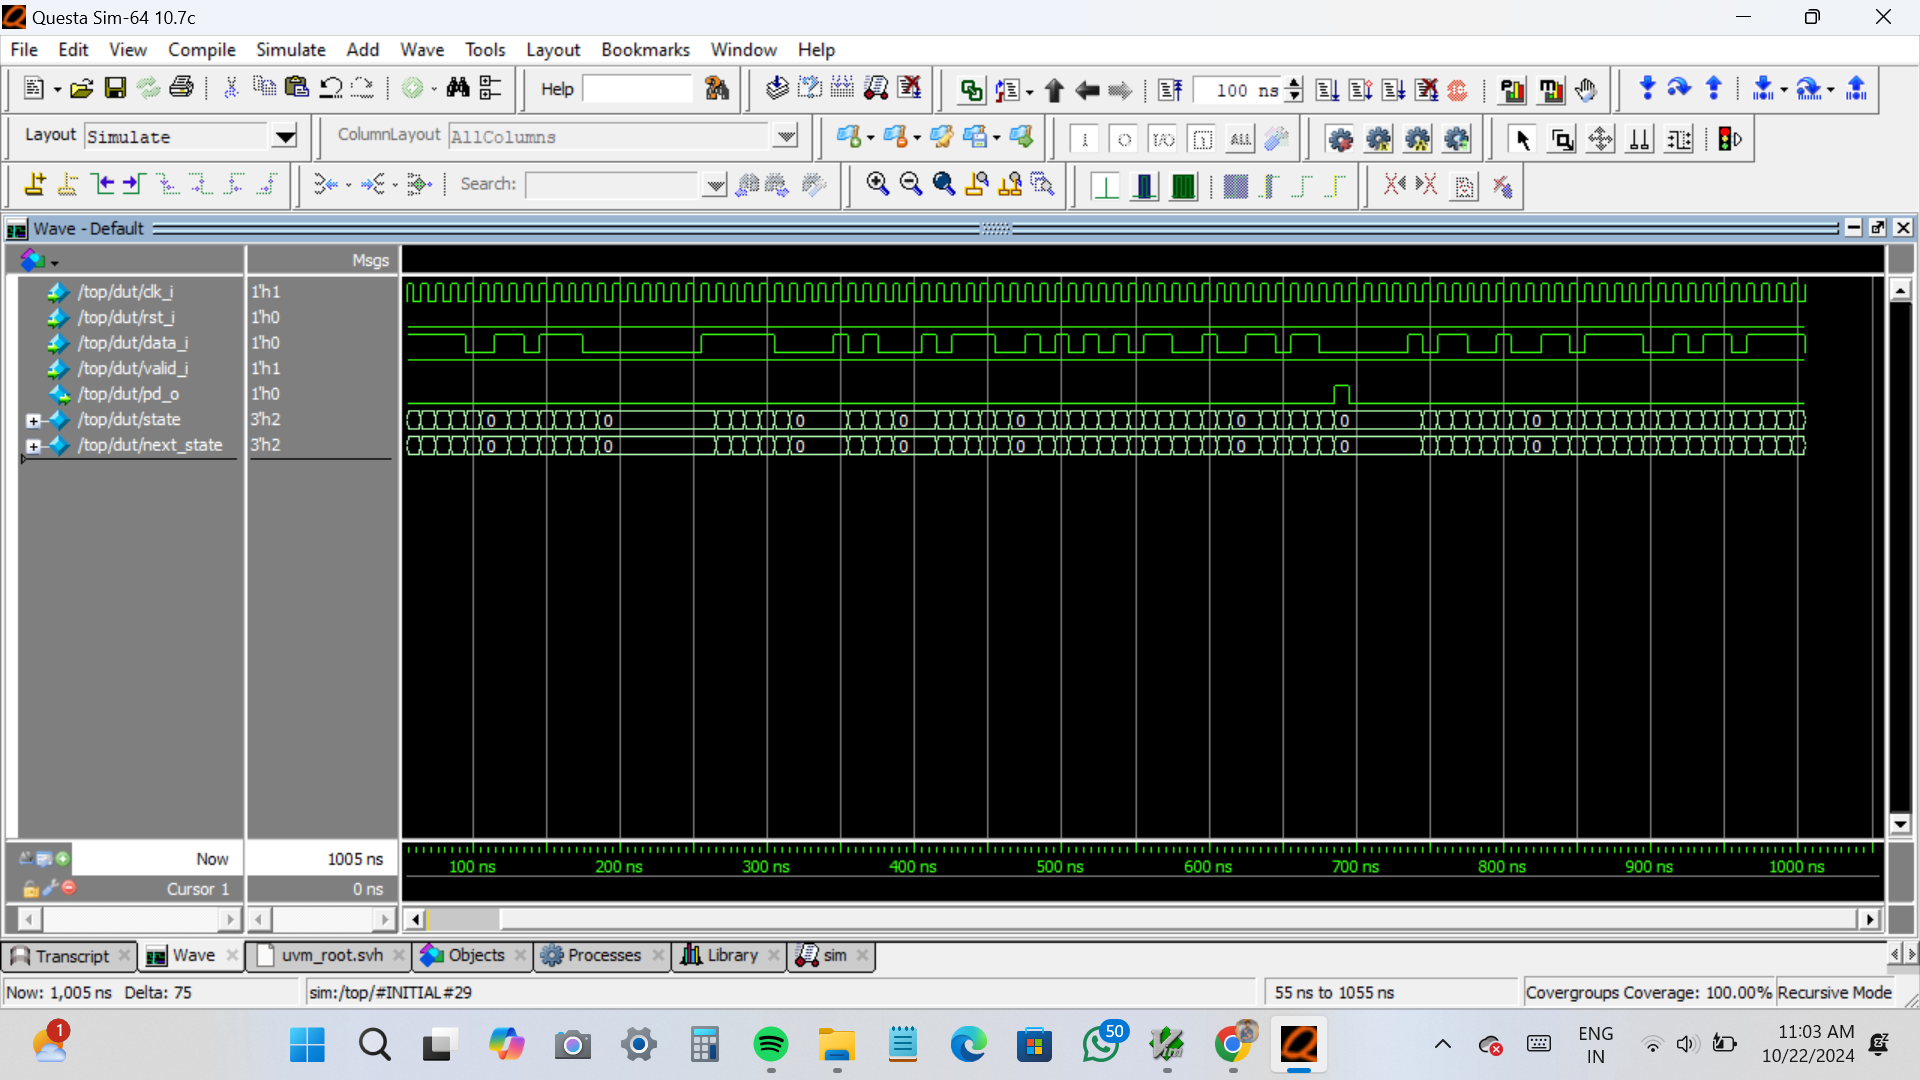 Questa Sim-64 10.7c
File Edit View Compile Simulate Add Wave Tools Layout Bookmarks Window Help
Help 100 ns
Layout Simulate ColumnLayout AllColumns ALL
Search:
Wave - Default
Msgs
/top/dut/clk_i 1'h1
/top/dut/rst_i 1'h0
/top/dut/data_i 1'h0
/top/dut/valid_i 1'h1
/top/dut/pd_o 1'h0
/top/dut/state 3'h2 0 0 0 0 0 0 0 0
/top/dut/next_state 3'h2 0 0 0 0 0 0 0 0
Now 1005 ns 100 ns 200 ns 300 ns 400 ns 500 ns 600 ns 700 ns 800 ns 900 ns 1000 ns
Cursor 1 0 ns
Transcript Wave uvm_root.svh Objects Processes Library sim
Now: 1,005 ns Delta: 75 sim:/top/#INITIAL#29 55 ns to 1055 ns Covergroups Coverage: 100.00% Recursive Mode
1 50 ENG 11:03 AM
IN 10/22/2024